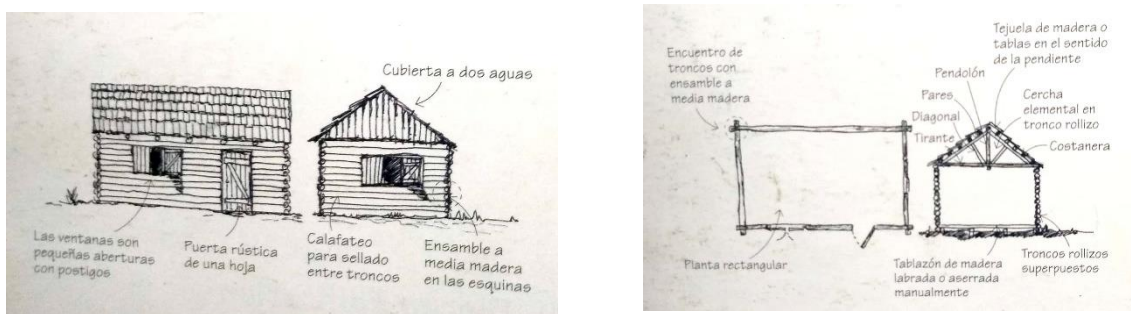 Cubierta a dos aguas
Las ventanas son
pequeñas aberturas
con postigos
Puerta rústica
de una hoja
Calafateo
para sellado
entre troncos
Ensamble a
media madera
en las esquinas
Encuentro de
troncos con
ensamble a
media madera
Tejuela de madera o
tablas en el sentido
de la pendiente
Pendolón
Pares
Diagonal
Tirante
Cercha
elemental en
tronco rollizo
Costanera
Planta rectangular
Tablazón de madera
labrada o aserrada
manualmente
Troncos rollizos
superpuestos